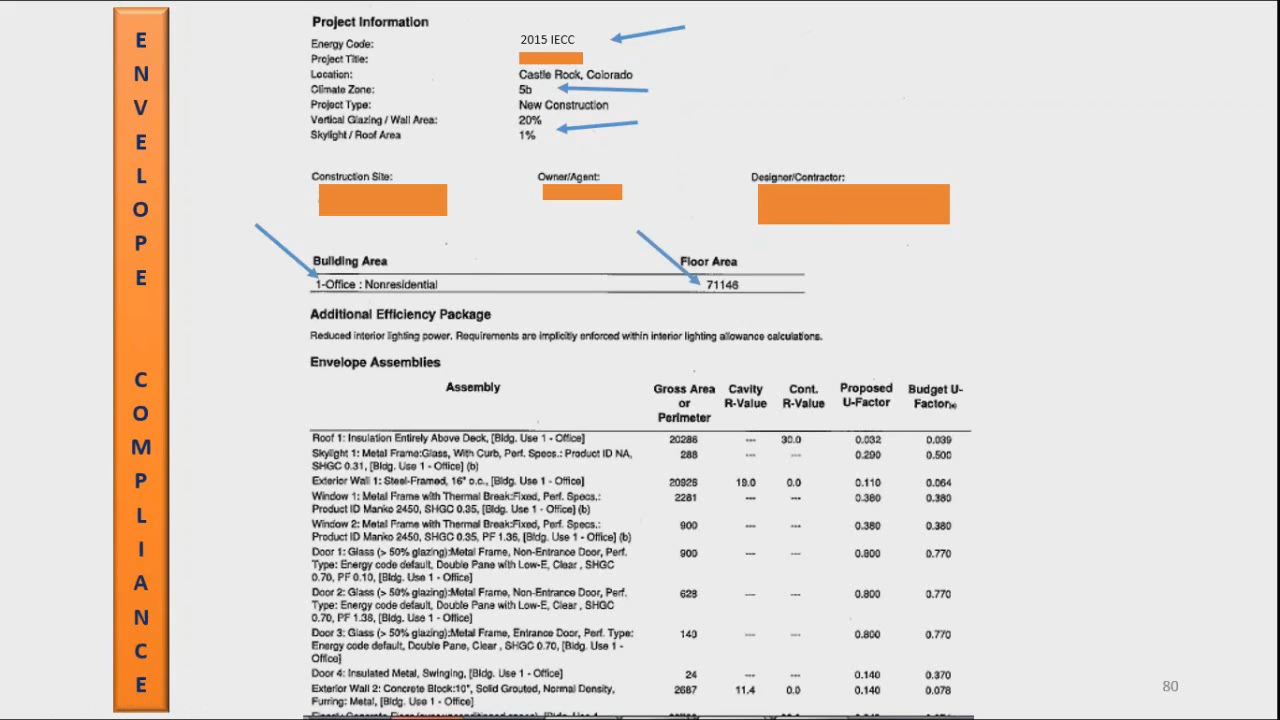 ENVELOPE COMPLIANCE
Project Information
Energy Code: 2015 IECC
Project Title:
Location: Castle Rock, Colorado
Climate Zone: 5b
Project Type: New Construction
Vertical Glazing / Wall Area: 20%
Skylight / Roof Area 1%
Construction Site: Owner/Agent: Designer/Contractor:
Building Area Floor Area
1-Office : Nonresidential 71146
Additional Efficiency Package
Reduced interior lighting power. Requirements are implicitly enforced within interior lighting allowance calculations.
Envelope Assemblies
Assembly Gross Area Cavity Cont. Proposed Budget U-
or R-Value R-Value U-Factor Factor(a)
Perimeter
Roof 1: Insulation Entirely Above Deck, [Bldg. Use 1 - Office] 20286 --- 30.0 0.032 0.039
Skylight 1: Metal Frame:Glass, With Curb, Perf. Specs.: Product ID NA, 288 --- --- 0.290 0.500
SHGC 0.31, [Bldg. Use 1 - Office] (b)
Exterior Wall 1: Steel-Framed, 16" o.c., [Bldg. Use 1 - Office] 20926 19.0 0.0 0.110 0.064
Window 1: Metal Frame with Thermal Break:Fixed, Perf. Specs.: 2281 --- --- 0.380 0.380
Product ID Manko 2450, SHGC 0.35, [Bldg. Use 1 - Office] (b)
Window 2: Metal Frame with Thermal Break:Fixed, Perf. Specs.: 900 --- --- 0.380 0.380
Product ID Manko 2450, SHGC 0.35, PF 1.36, [Bldg. Use 1 - Office] (b)
Door 1: Glass (> 50% glazing):Metal Frame, Non-Entrance Door, Perf. 900 --- --- 0.800 0.770
Type: Energy code default, Double Pane with Low-E, Clear , SHGC
0.70, PF 0.10, [Bldg. Use 1 - Office]
Door 2: Glass (> 50% glazing):Metal Frame, Non-Entrance Door, Perf. 628 --- --- 0.800 0.770
Type: Energy code default, Double Pane with Low-E, Clear , SHGC
0.70, PF 1.36, [Bldg. Use 1 - Office]
Door 3: Glass (> 50% glazing):Metal Frame, Entrance Door, Perf. Type: 140 --- --- 0.800 0.770
Energy code default, Double Pane, Clear , SHGC 0.70, [Bldg. Use 1 -
Office]
Door 4: Insulated Metal, Swinging, [Bldg. Use 1 - Office] 24 --- --- 0.140 0.370
Exterior Wall 2: Concrete Block:10", Solid Grouted, Normal Density, 2687 11.4 0.0 0.140 0.078
Furring: Metal, [Bldg. Use 1 - Office]
80